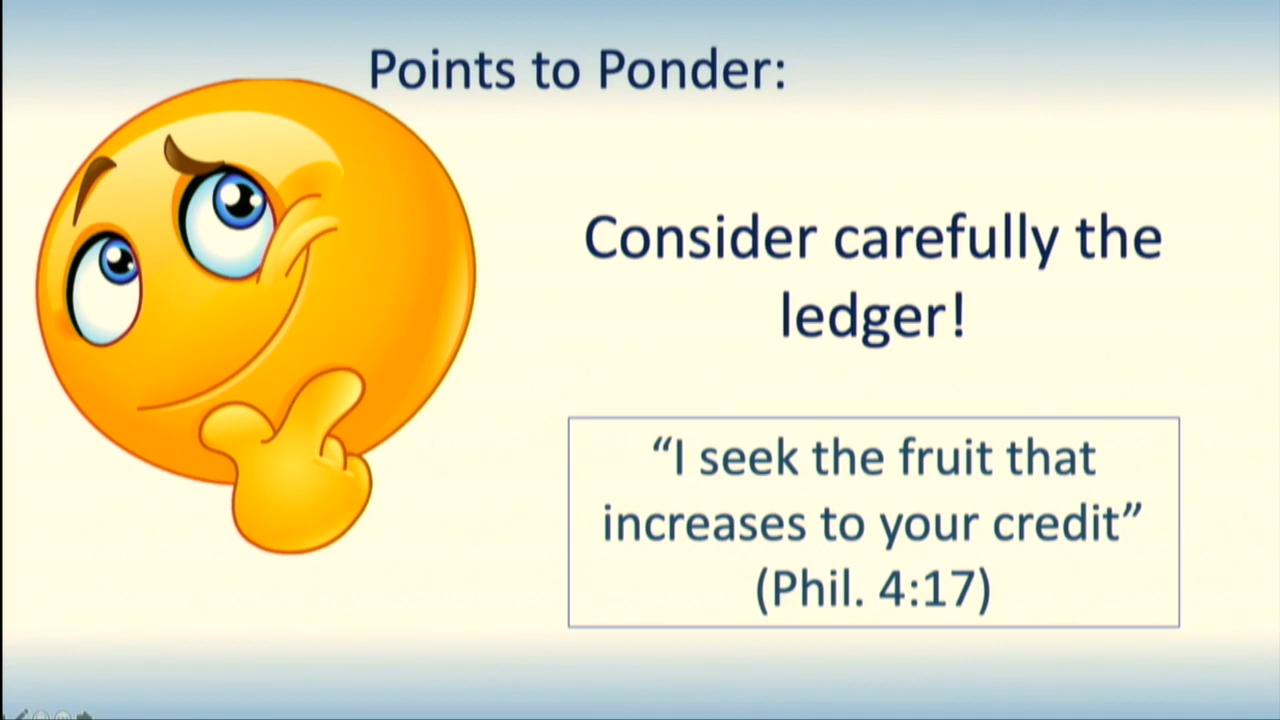 Points to Ponder:
Consider carefully the
ledger!
“I seek the fruit that
increases to your credit”
(Phil. 4:17)